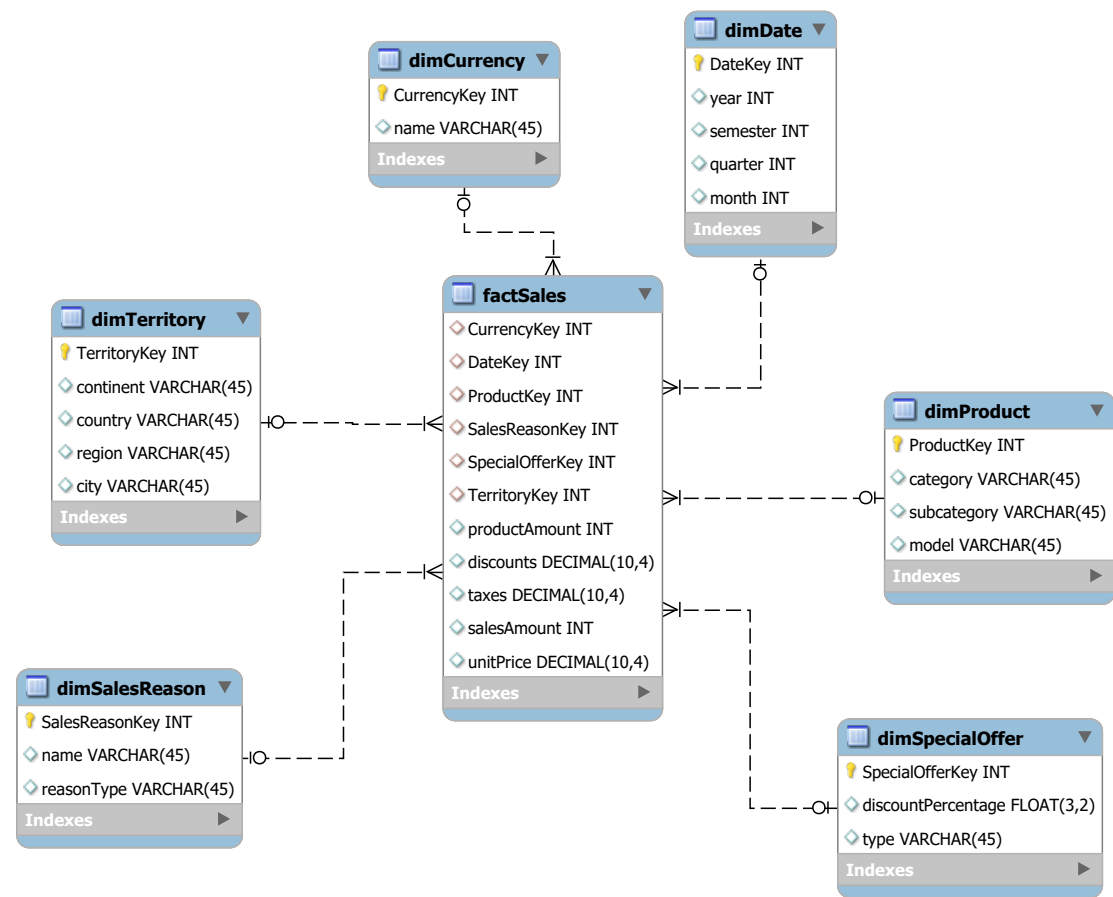 dimCurrency
CurrencyKey INT
name VARCHAR(45)
Indexes
dimDate
DateKey INT
year INT
semester INT
quarter INT
month INT
Indexes
dimTerritory
TerritoryKey INT
continent VARCHAR(45)
country VARCHAR(45)
region VARCHAR(45)
city VARCHAR(45)
Indexes
factSales
CurrencyKey INT
DateKey INT
ProductKey INT
SalesReasonKey INT
SpecialOfferKey INT
TerritoryKey INT
productAmount INT
discounts DECIMAL(10,4)
taxes DECIMAL(10,4)
salesAmount INT
unitPrice DECIMAL(10,4)
Indexes
dimProduct
ProductKey INT
category VARCHAR(45)
subcategory VARCHAR(45)
model VARCHAR(45)
Indexes
dimSalesReason
SalesReasonKey INT
name VARCHAR(45)
reasonType VARCHAR(45)
Indexes
dimSpecialOffer
SpecialOfferKey INT
discountPercentage FLOAT(3,2)
type VARCHAR(45)
Indexes